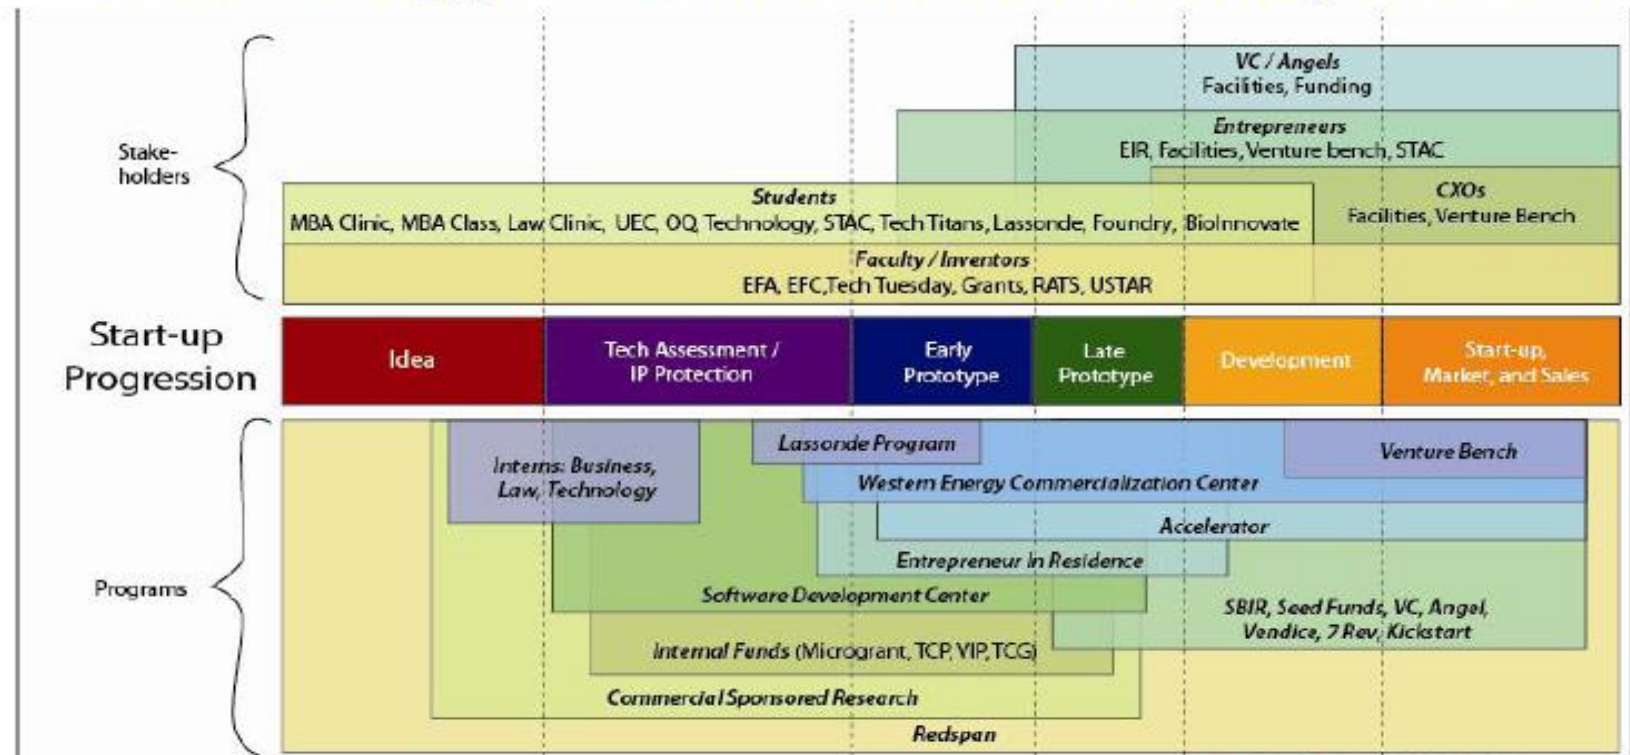 VC / Angels
Facilities, Funding
Entrepreneurs
EIR, Facilities, Venture bench, STAC
Stake-
holders
CXOs
Facilities, Venture Bench
Students
MBA Clinic, MBA Class, Law Clinic, UEC, OQ, Technology, STAC, Tech Titans, Lassonde, Foundry, BioInnovate
Faculty / Inventors
EFA, EFC, Tech Tuesday, Grants, RATS, USTAR
Start-up
Progression
Idea
Tech Assessment /
IP Protection
Early
Prototype
Late
Prototype
Development
Start-up,
Market, and Sales
Programs
Interns: Business,
Law, Technology
Lassonde Program
Venture Bench
Western Energy Commercialization Center
Accelerator
Entrepreneur in Residence
Software Development Center
SBIR, Seed Funds, VC, Angel,
Vendice, 7 Rev, Kickstart
Internal Funds (Microgrant, TCP, VIP, TCG)
Commercial Sponsored Research
Redspan